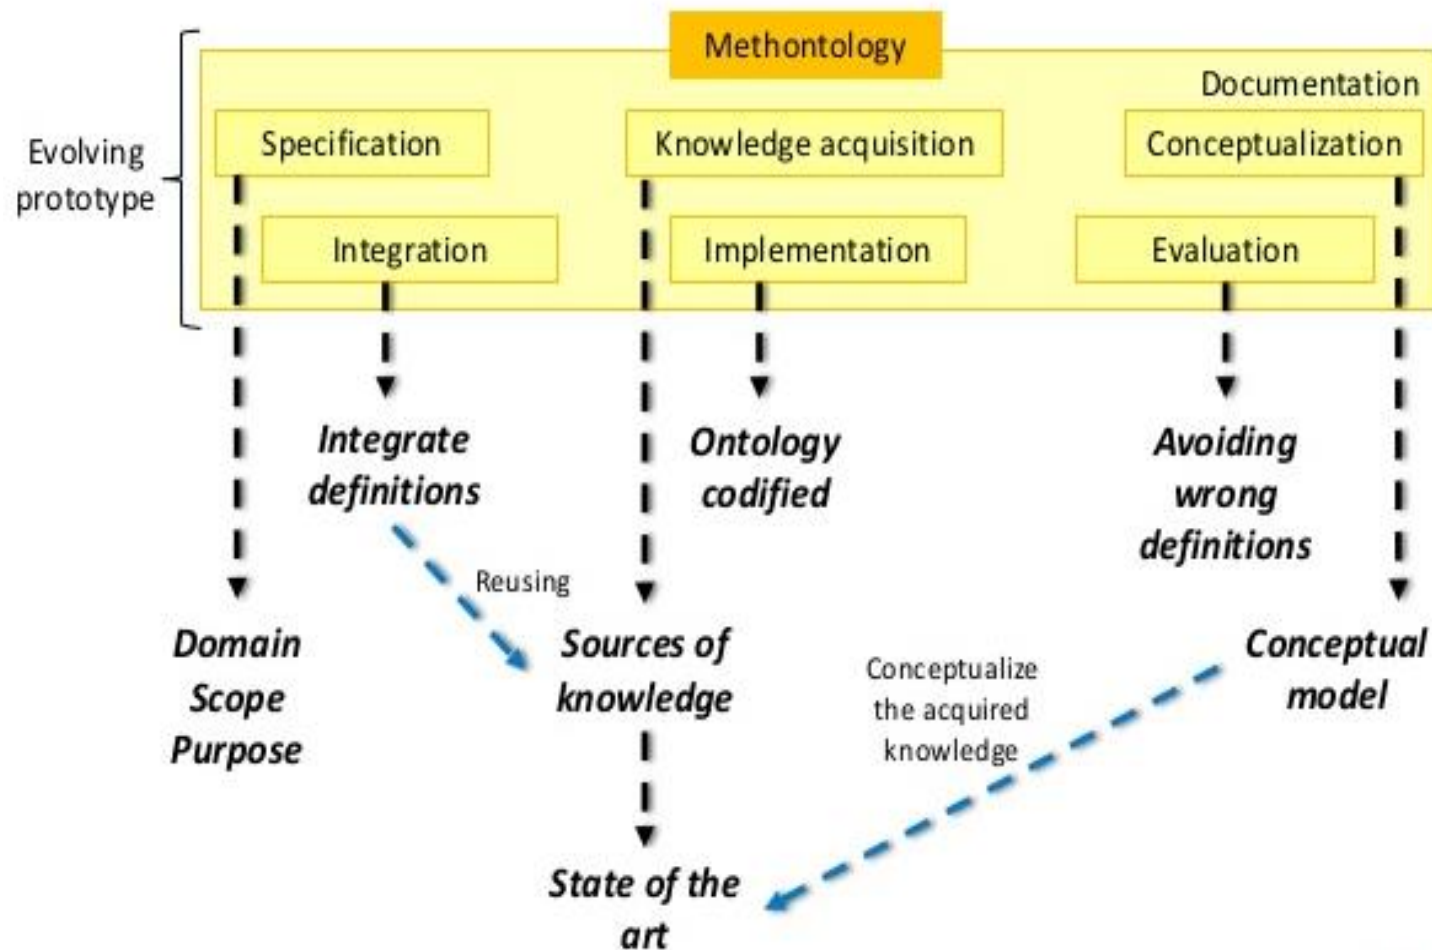 Methontology
Documentation
Evolving
prototype
Specification
Knowledge acquisition
Conceptualization
Integration
Implementation
Evaluation
Integrate
definitions
Ontology
codified
Avoiding
wrong
definitions
Reusing
Domain
Scope
Purpose
Sources of
knowledge
Conceptualize
the acquired
knowledge
Conceptual
model
State of the
art